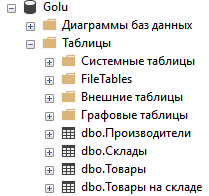 Golu
Диаграммы баз данных
Таблицы
Системные таблицы
FileTables
Внешние таблицы
Графовые таблицы
dbo.Производители
dbo.Склады
dbo.Товары
dbo.Товары на складе